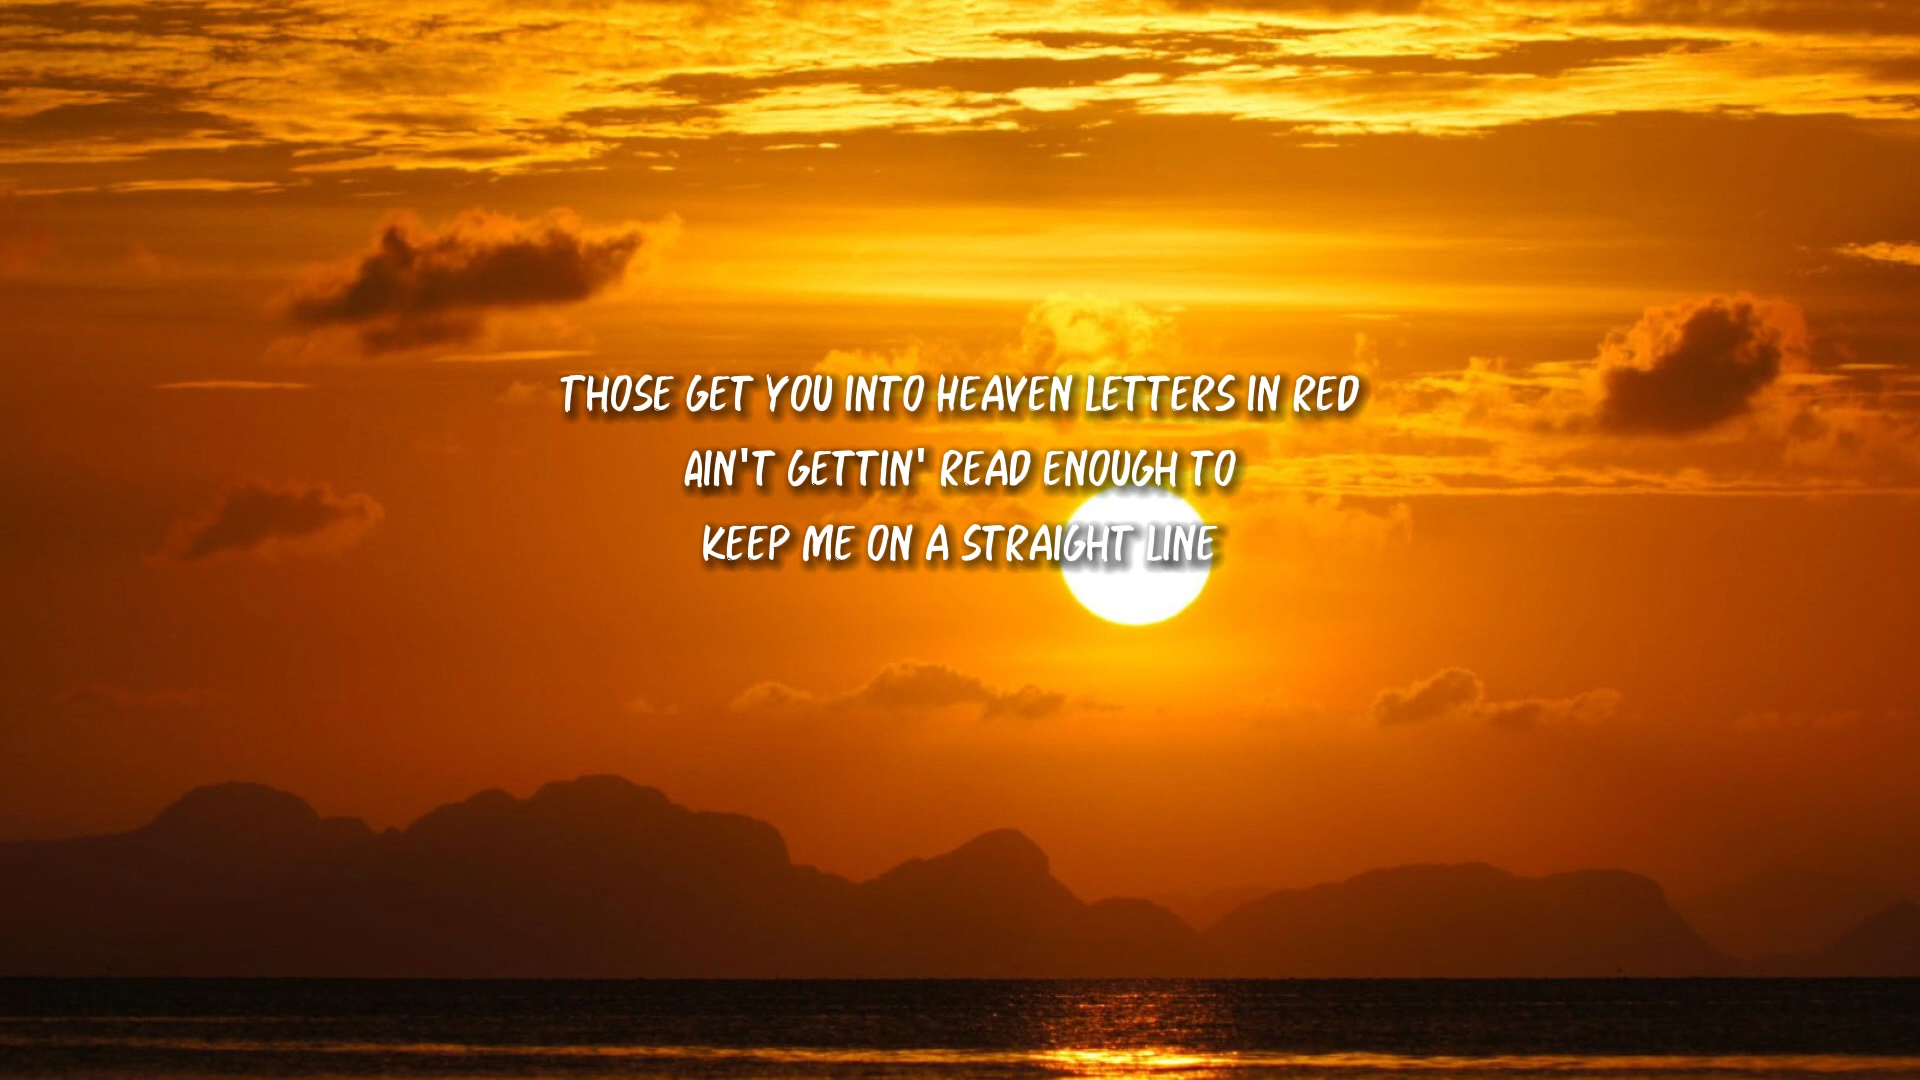 THOSE GET YOU INTO HEAVEN LETTERS IN RED
AIN'T GETTIN' READ ENOUGH TO
KEEP ME ON A STRAIGHT LINE